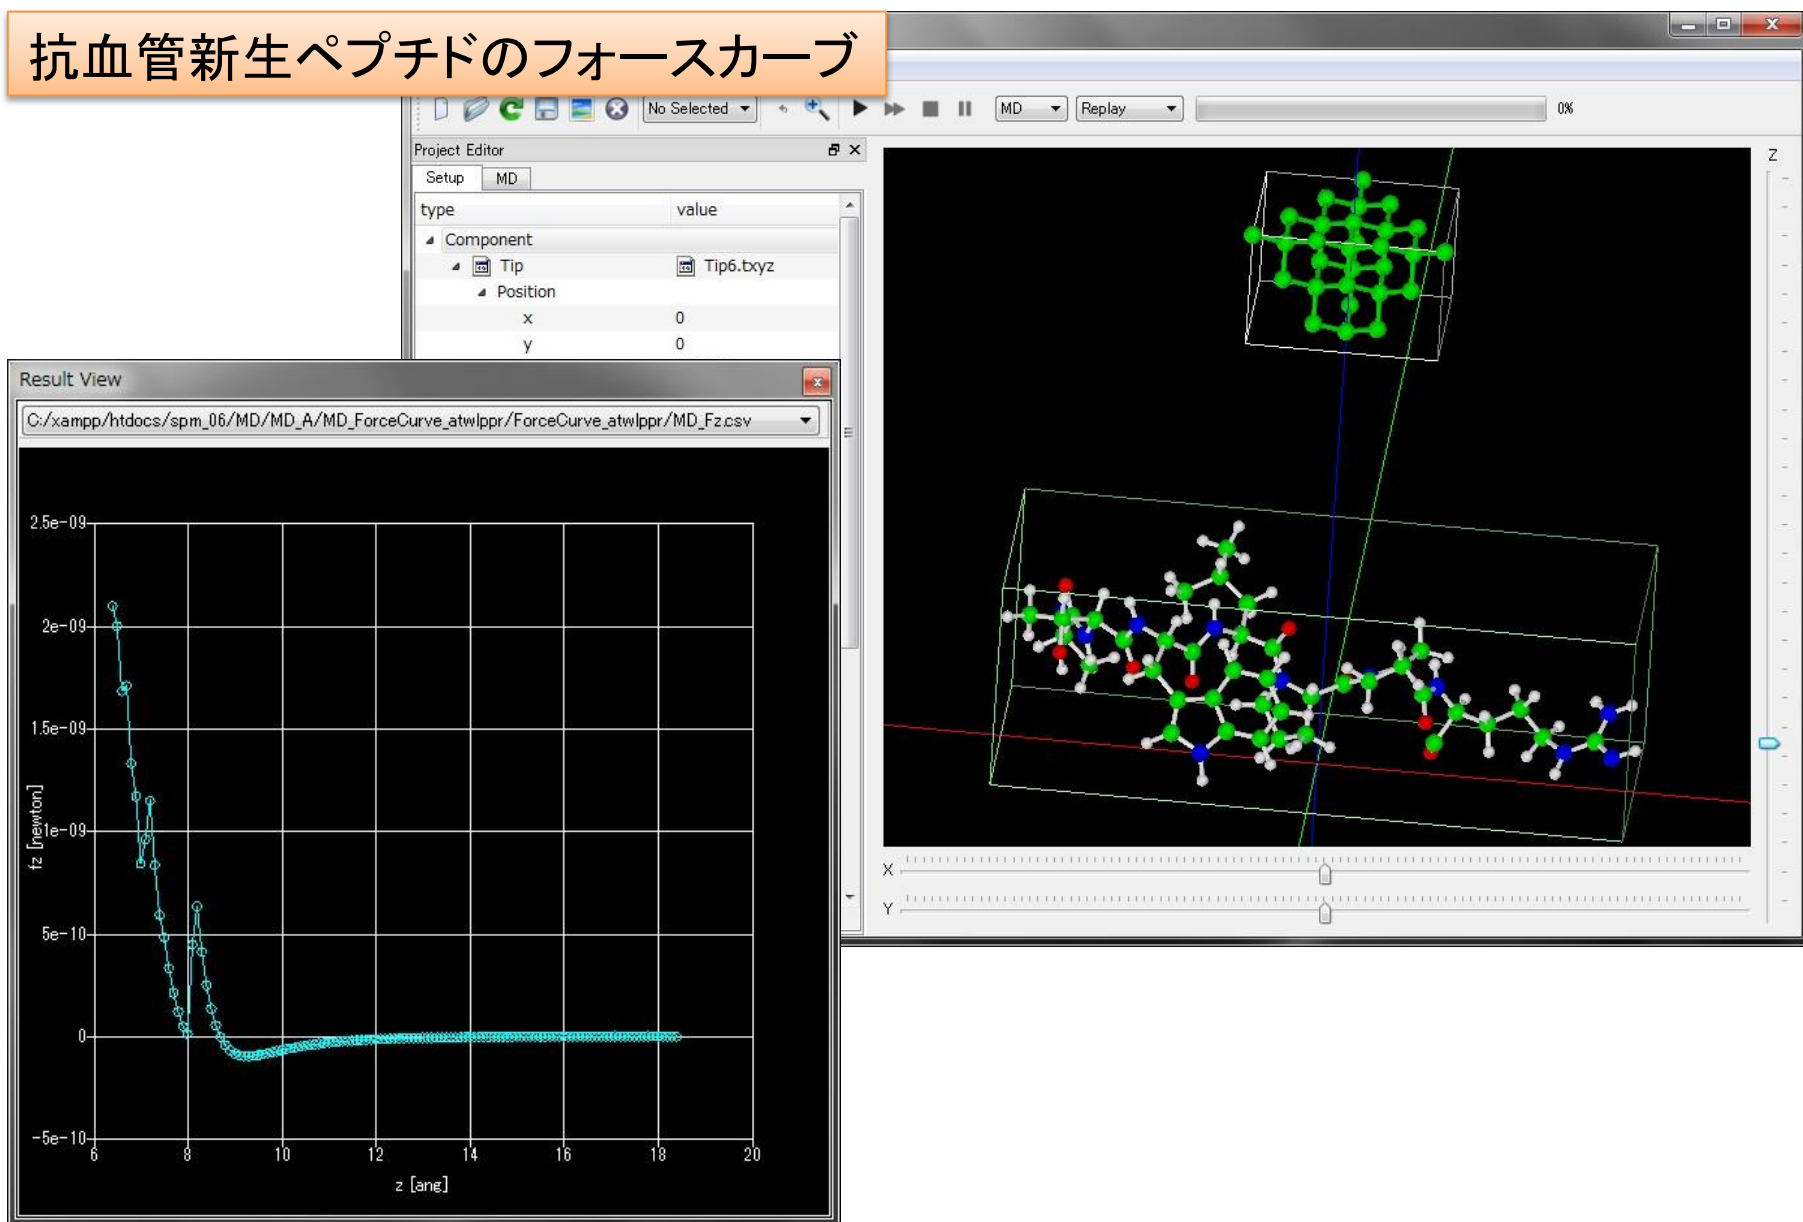 抗血管新生ペプチドのフォースカーブ
No Selected
MD
Replay
0%
Project Editor
Setup
MD
type
value
Component
Tip
Tip6.txyz
Position
x
0
y
0
Z
X
Y
Result View
C:/xampp/htdocs/spm_06/MD/MD_A/MD_ForceCurve_atwlppr/ForceCurve_atwlppr/MD_Fz.csv
2.5e-09
2e-09
1.5e-09
1e-09
5e-10
0
-5e-10
fz [newton]
6
8
10
12
14
16
18
20
z [ang]